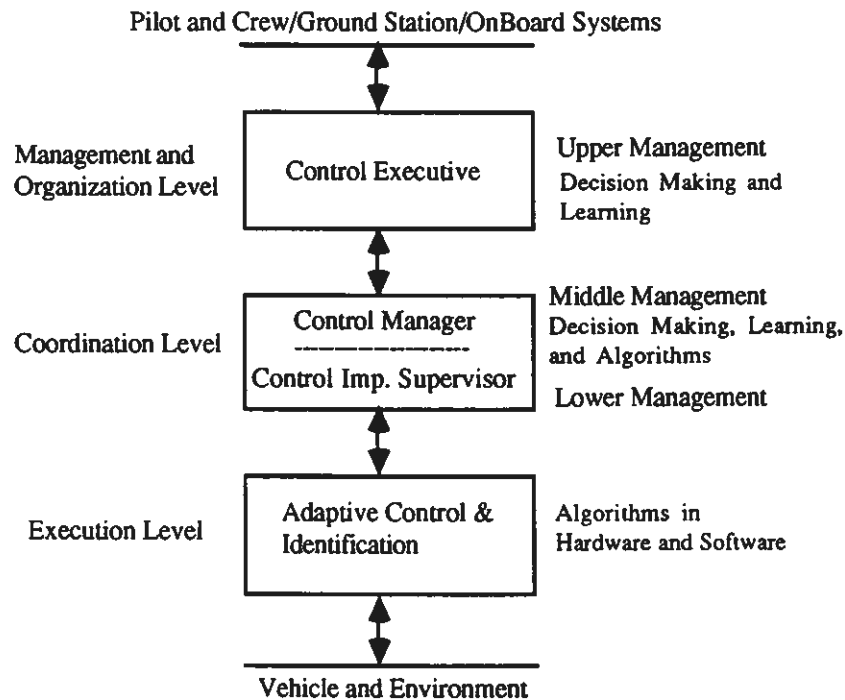 Pilot and Crew/Ground Station/OnBoard Systems
Management and
Organization Level
Control Executive
Upper Management
Decision Making and
Learning
Coordination Level
Control Manager
Control Imp. Supervisor
Middle Management
Decision Making, Learning,
and Algorithms
Lower Management
Execution Level
Adaptive Control &
Identification
Algorithms in
Hardware and Software
Vehicle and Environment